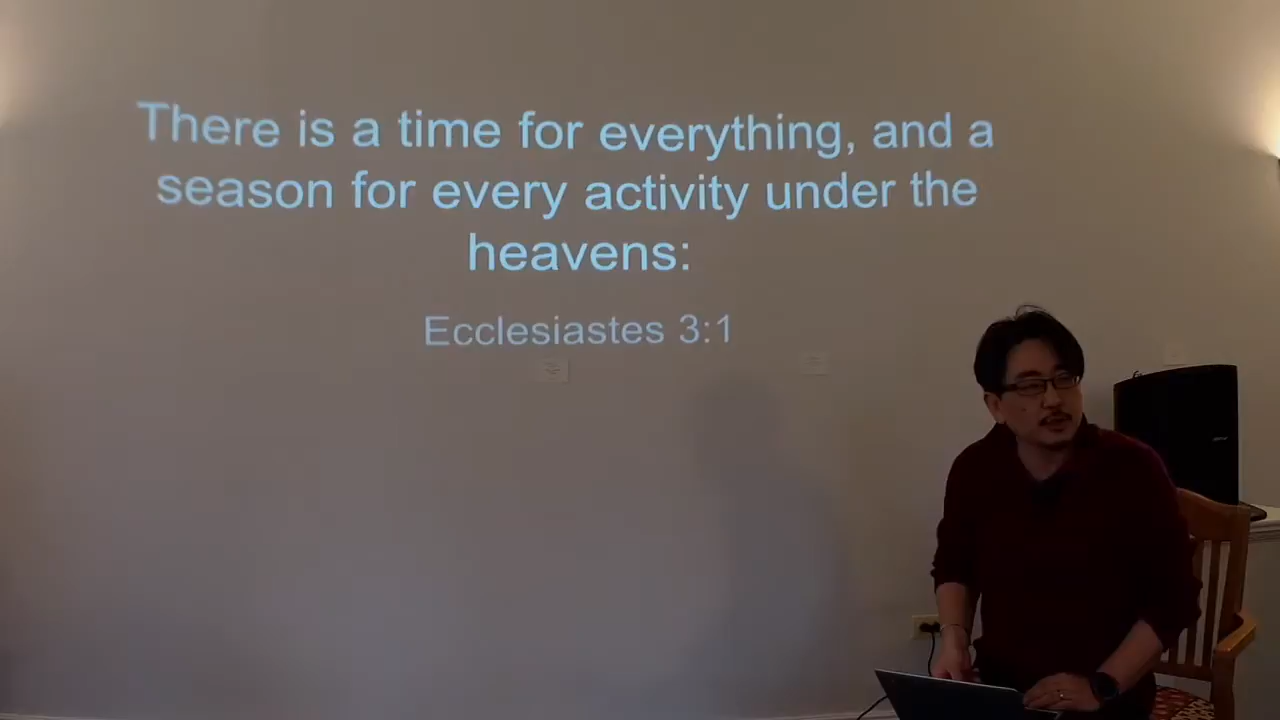 There is a time for everything, and a
season for every activity under the
heavens:
Ecclesiastes 3:1